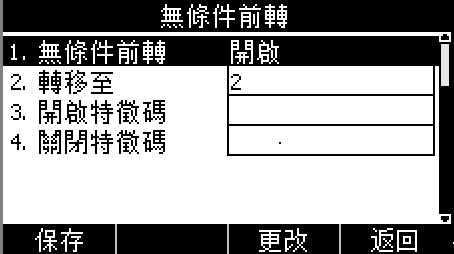 無條件前轉
1. 無條件前轉 開啟
2. 轉移至 2
3. 開啟特徵碼
4. 關閉特徵碼
保存 更改 返回